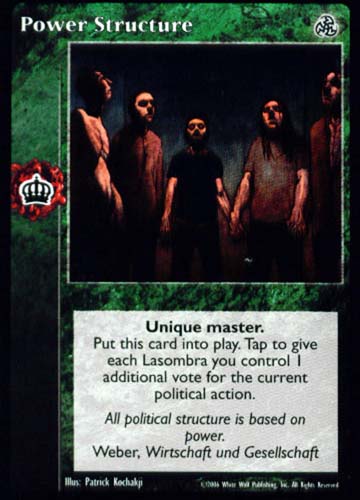 Power Structure
Unique master.
Put this card into play. Tap to give
each Lasombra you control 1
additional vote for the current
political action.
All political structure is based on
power.
Weber, Wirtschaft und Gesellschaft
Illus: Patrick Kochakji
©2006 White Wolf Publishing, Inc. All Rights Reserved.